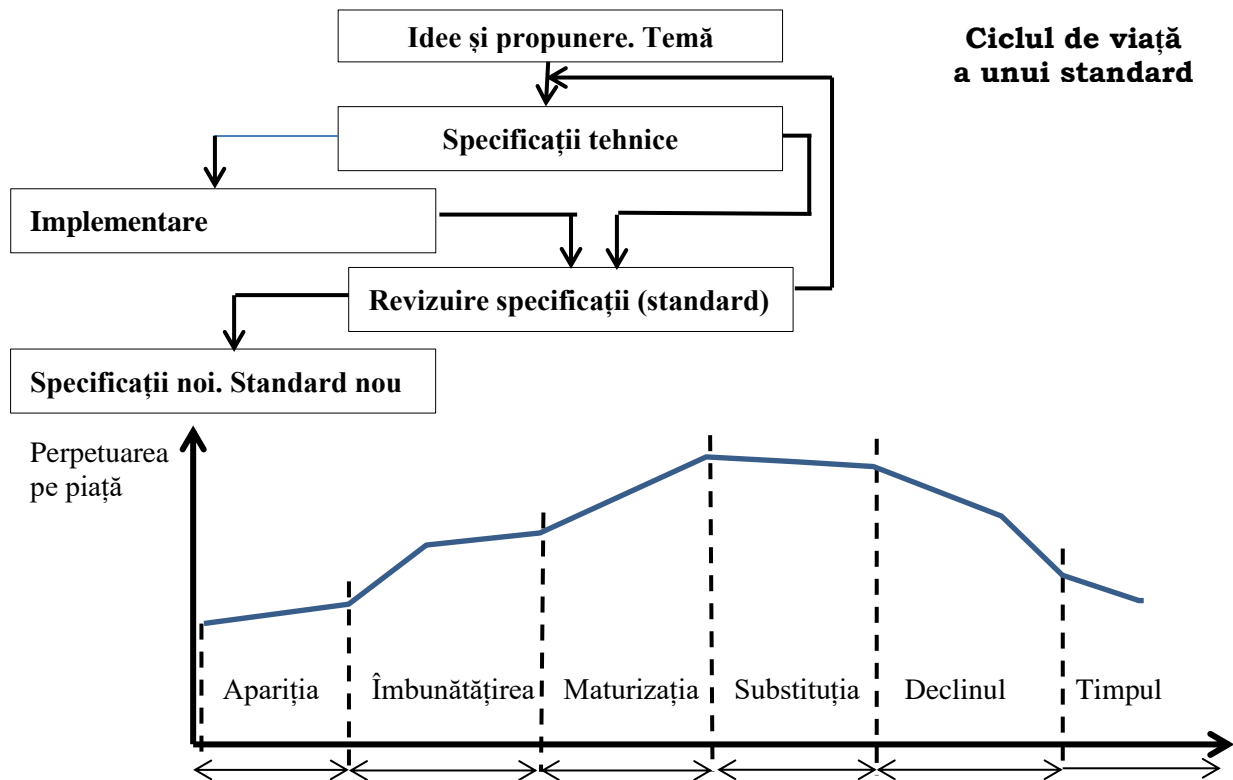 Idee și propunere. Temă
Ciclul de viață
a unui standard
Specificații tehnice
Implementare
Revizuire specificații (standard)
Specificații noi. Standard nou
Perpetuarea
pe piață
Apariția
Îmbunătățirea
Maturizația
Substituția
Declinul
Timpul